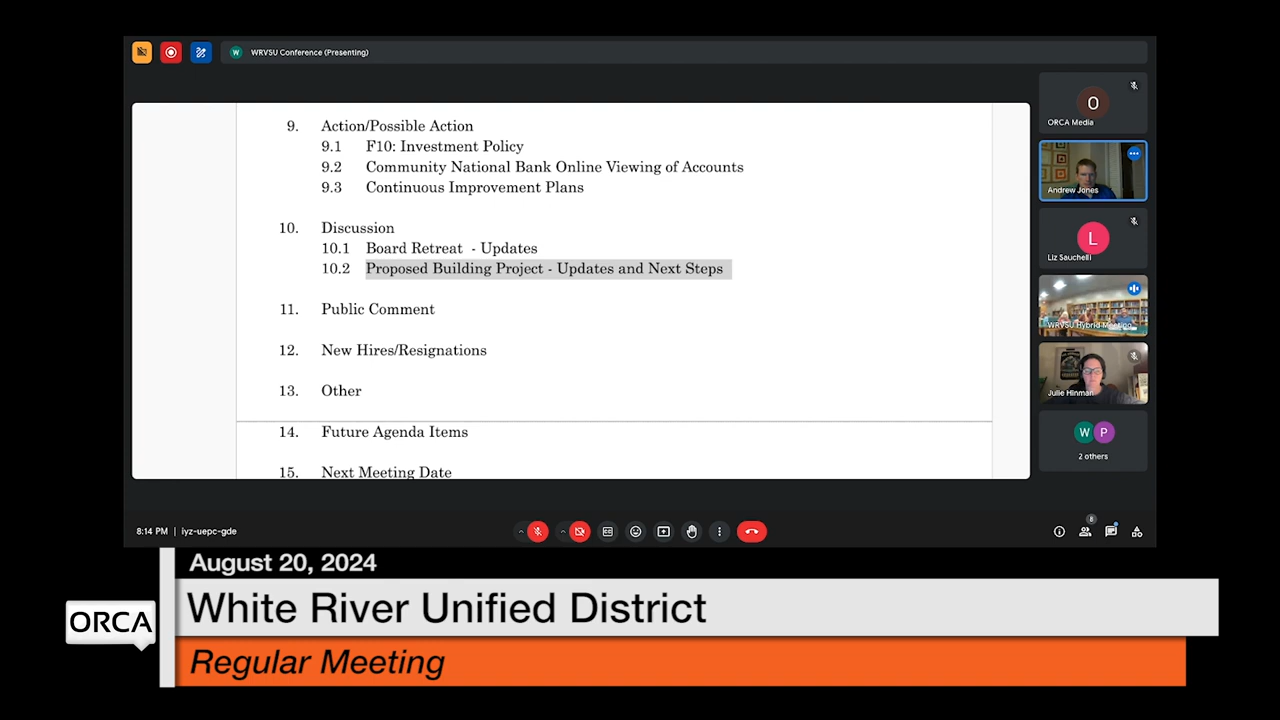 W WRVSU Conference (Presenting)
9. Action/Possible Action
9.1 F10: Investment Policy
9.2 Community National Bank Online Viewing of Accounts
9.3 Continuous Improvement Plans
10. Discussion
10.1 Board Retreat - Updates
10.2 Proposed Building Project - Updates and Next Steps
11. Public Comment
12. New Hires/Resignations
13. Other
14. Future Agenda Items
15. Next Meeting Date
O
ORCA Media
Andrew Jones
L
Liz Sauchelli
WRVSU Hybrid Meeting
Julie Hinman
W P
2 others
8:14 PM | iyz-uepc-gde
8
August 20, 2024
White River Unified District
ORCA
Regular Meeting